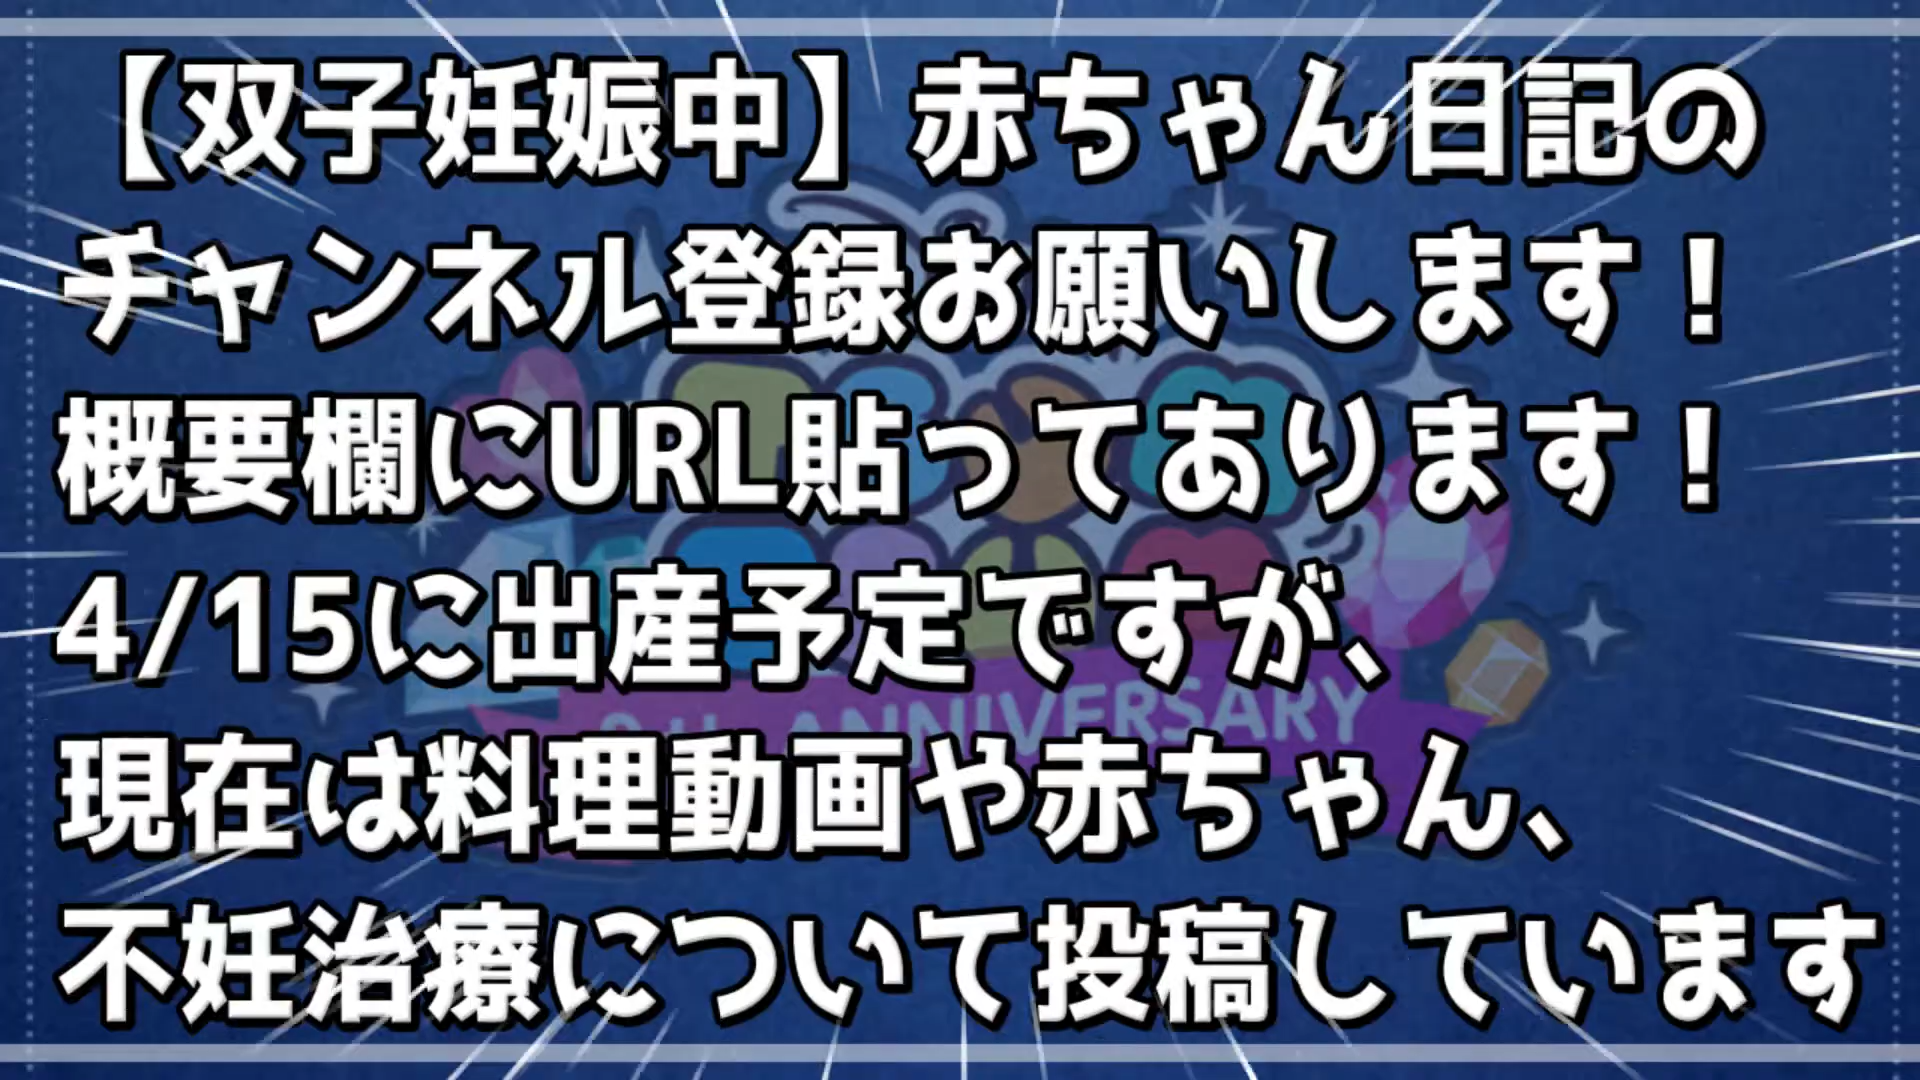 【双子妊娠中】赤ちゃん日記の
チャンネル登録お願いします！
概要欄にURL貼ってあります！
4/15に出産予定ですが、
ANNIVERSARY
現在は料理動画や赤ちゃん、
不妊治療について投稿しています